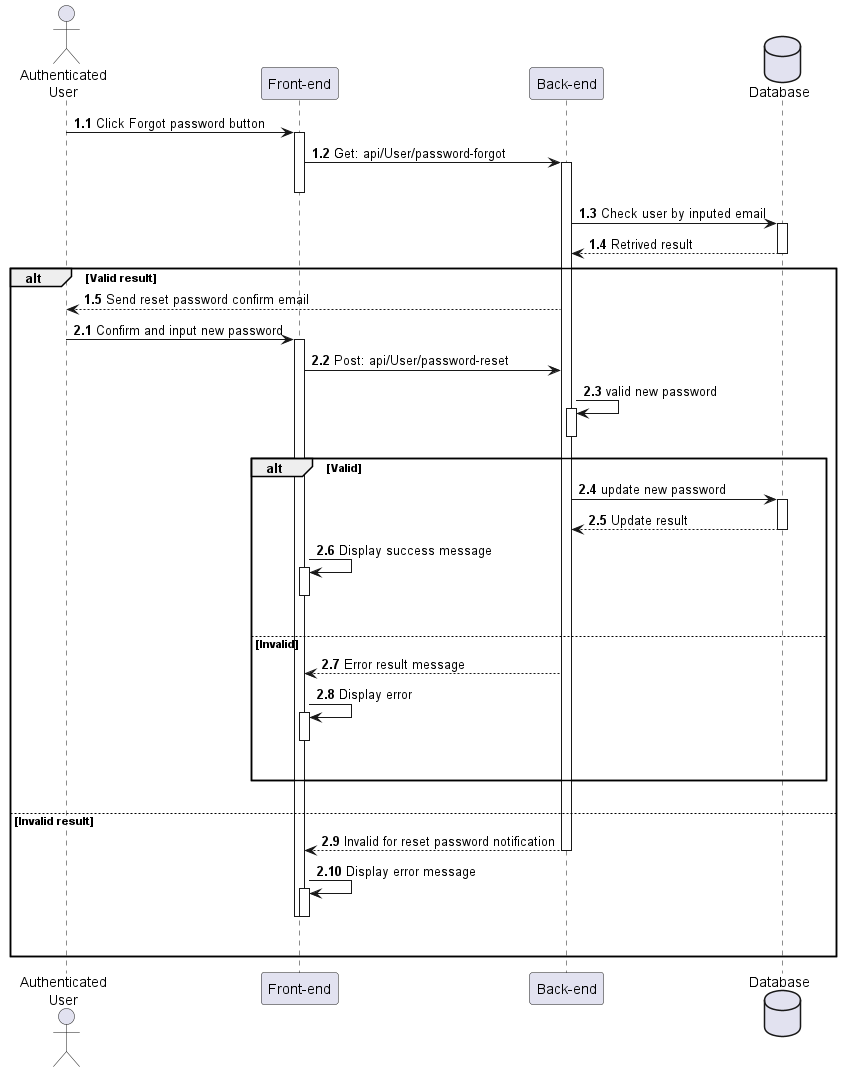 Authenticated
User
Front-end
Back-end
Database
1.1 Click Forgot password button
1.2 Get: api/User/password-forgot
1.3 Check user by inputed email
1.4 Retrived result
alt [Valid result]
1.5 Send reset password confirm email
2.1 Confirm and input new password
2.2 Post: api/User/password-reset
2.3 valid new password
alt [Valid]
2.4 update new password
2.5 Update result
2.6 Display success message
[Invalid]
2.7 Error result message
2.8 Display error
[Invalid result]
2.9 Invalid for reset password notification
2.10 Display error message
Authenticated
User
Front-end
Back-end
Database